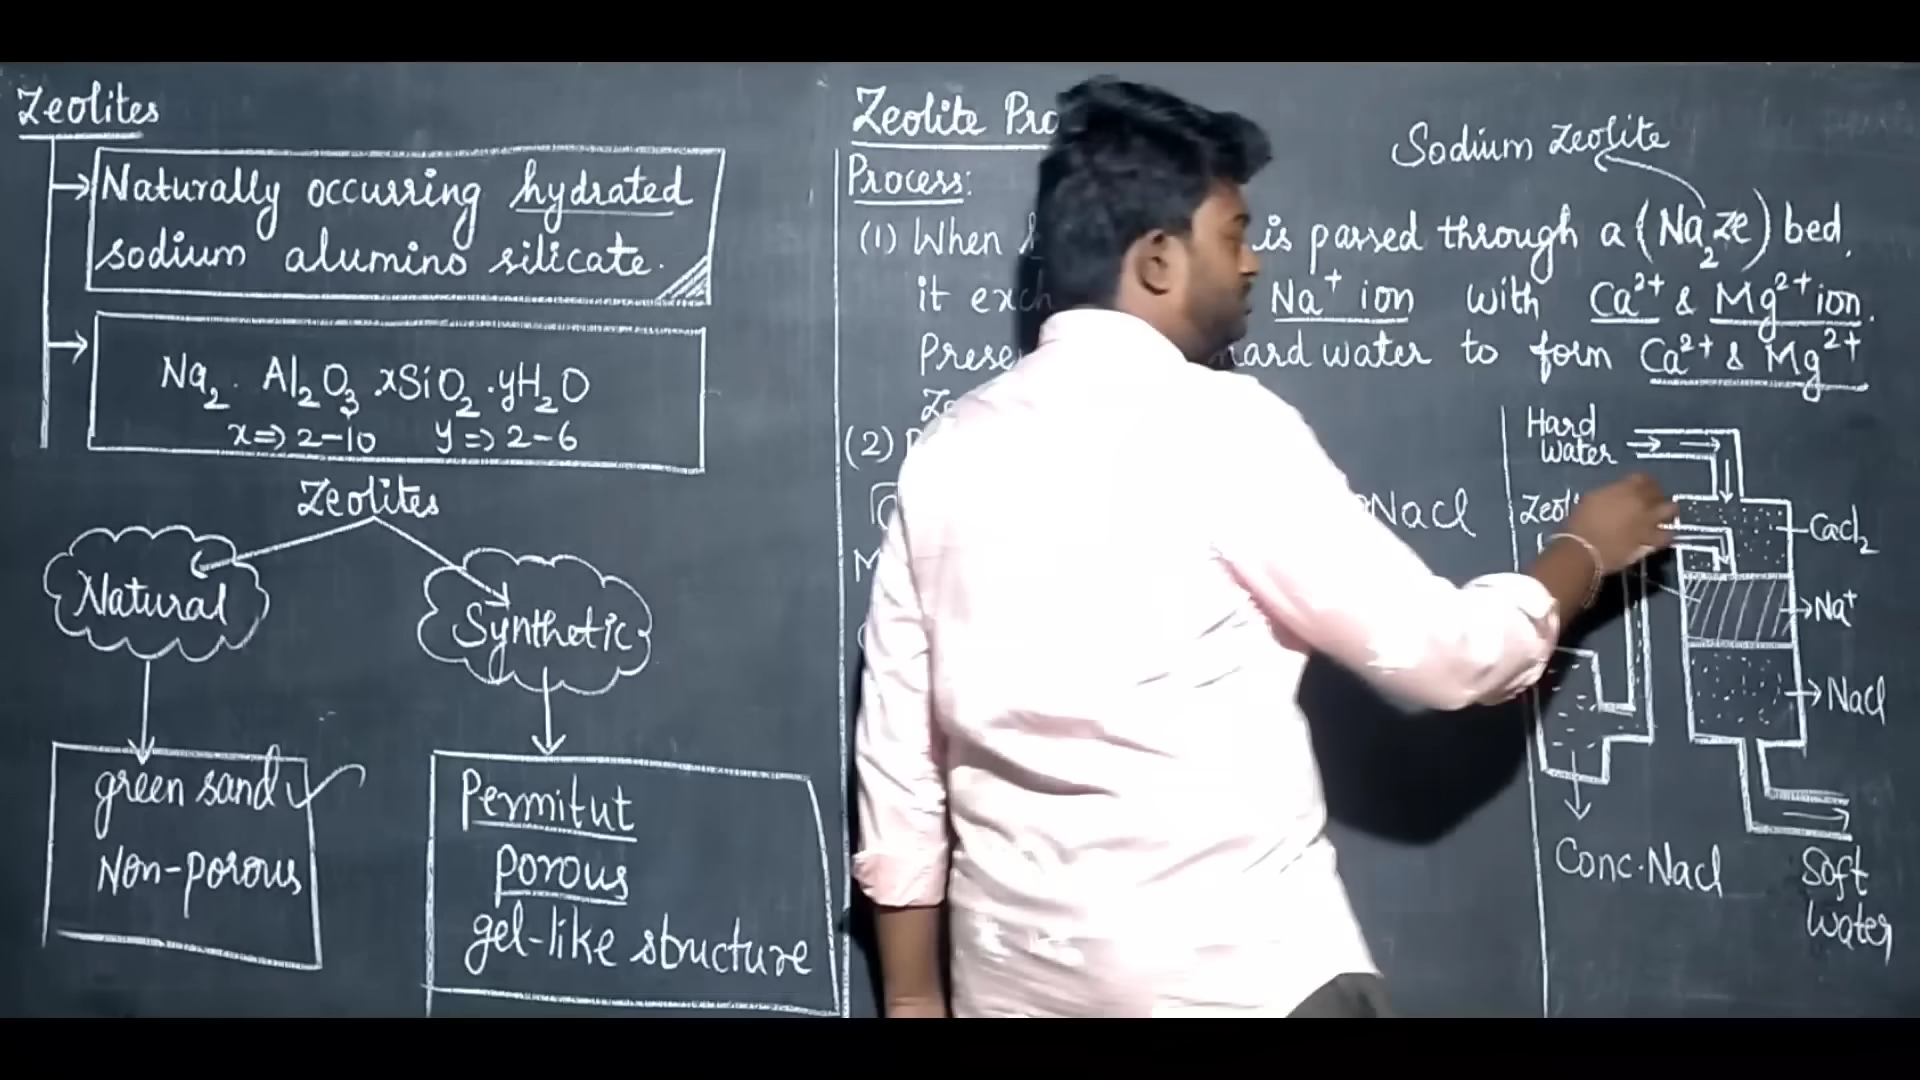 Zeolites
Naturally occurring hydrated
sodium alumino silicate.
Na₂. Al₂O₃ .xSiO₂.yH₂O
x⇒2-10 y⇒2-6
Zeolites
Natural
Synthetic
green sand
Non-porous
Permitut
porous
gel-like structure
Zeolite
Process:
(1) When is passed through a (Na₂Ze) bed.
it Na⁺ ion with Ca²⁺ & Mg²⁺ ion.
hard water to form Ca²⁺ & Mg²⁺
(2)
Nacl
Sodium Zeolite
Hard
Water
Cacl₂
Na⁺
Nacl
Conc.Nacl
Soft
Water